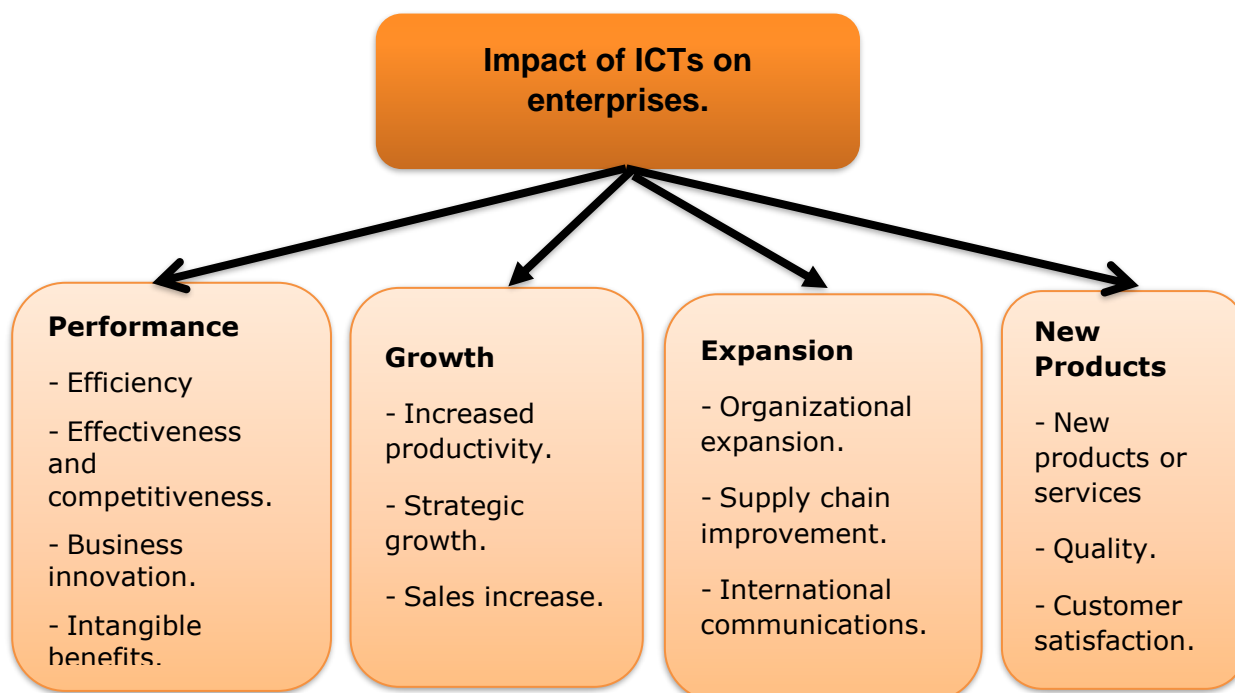 Impact of ICTs on
enterprises.
Performance
- Efficiency
- Effectiveness
and
competitiveness.
- Business
innovation.
- Intangible
benefits.
Growth
- Increased
productivity.
- Strategic
growth.
- Sales increase.
Expansion
- Organizational
expansion.
- Supply chain
improvement.
- International
communications.
New
Products
- New
products or
services
- Quality.
- Customer
satisfaction.